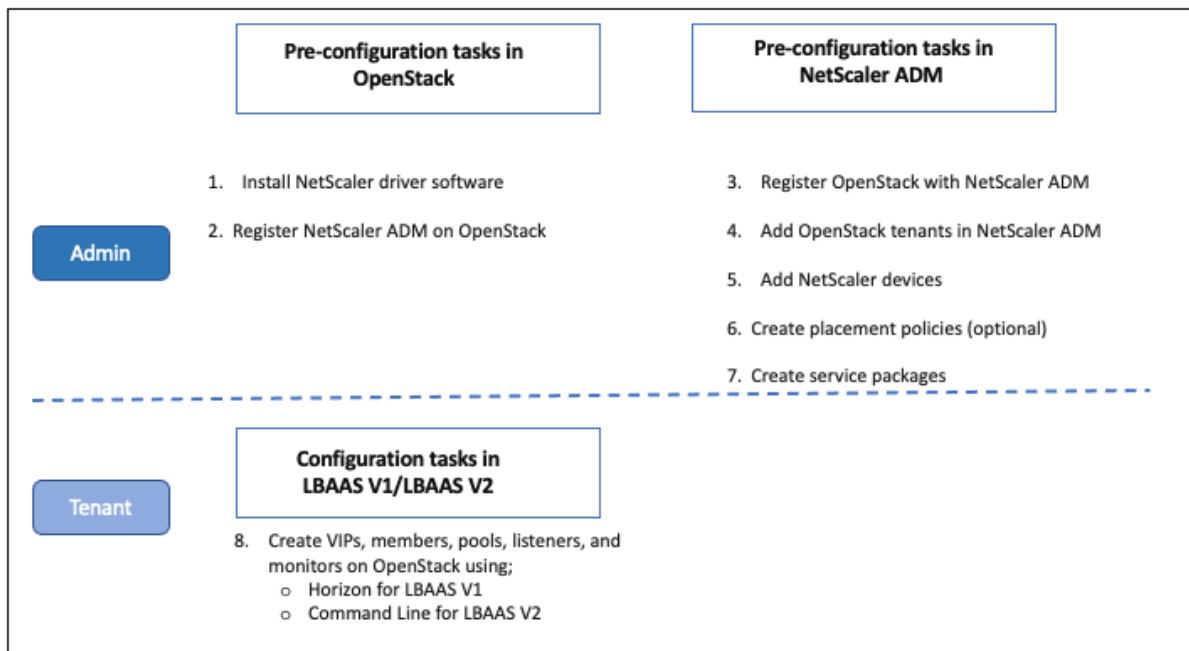 Pre-configuration tasks in
OpenStack
Pre-configuration tasks in
NetScaler ADM
Admin
1. Install NetScaler driver software
2. Register NetScaler ADM on OpenStack
3. Register OpenStack with NetScaler ADM
4. Add OpenStack tenants in NetScaler ADM
5. Add NetScaler devices
6. Create placement policies (optional)
7. Create service packages
Tenant
Configuration tasks in
LBAAS V1/LBAAS V2
8. Create VIPs, members, pools, listeners, and
monitors on OpenStack using;
o Horizon for LBAAS V1
o Command Line for LBAAS V2